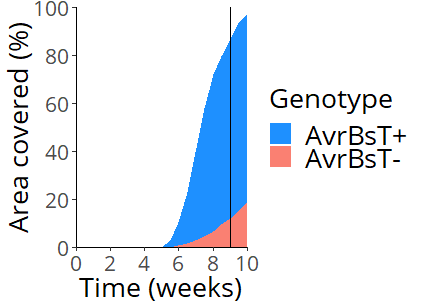 100
80
60
40
20
0
Area covered (%)
0 2 4 6 8 10
Time (weeks)
Genotype
AvrBsT+
AvrBsT-